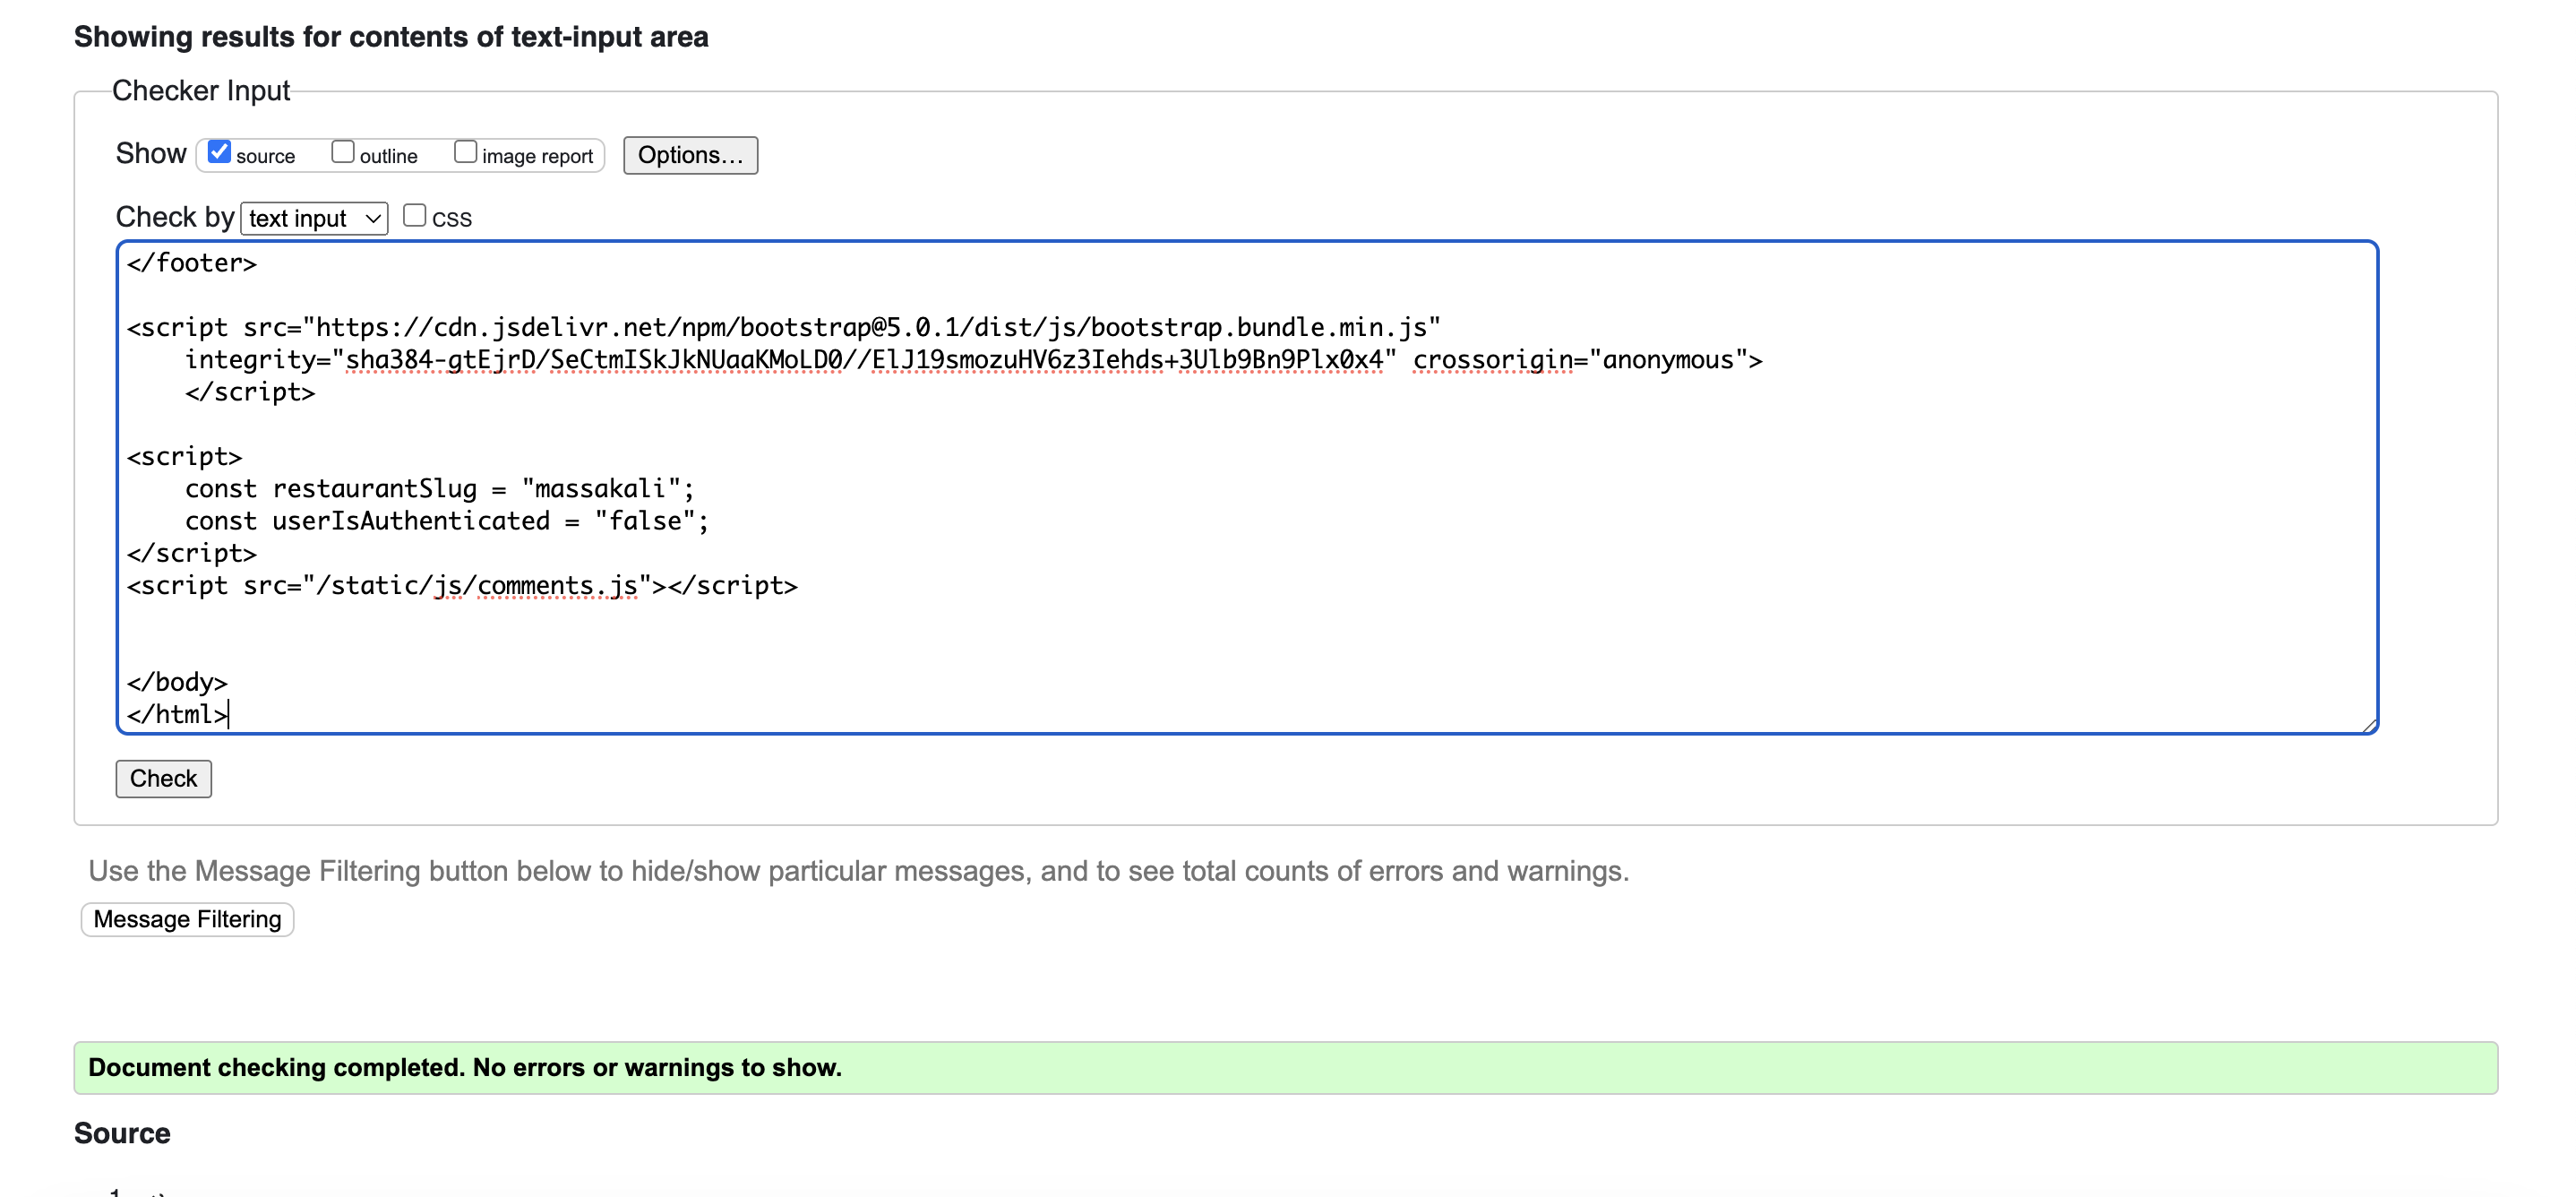 Showing results for contents of text-input area
Checker Input
Show source outline image report Options...
Check by text input CSS
</footer>
<script src="https://cdn.jsdelivr.net/npm/bootstrap@5.0.1/dist/js/bootstrap.bundle.min.js"
integrity="sha384-gtEjrD/SeCtmISkJkNUaaKMoLD0//ElJ19smozuHV6z3Iehds+3Ulb9Bn9Plx0x4" crossorigin="anonymous">
</script>
<script>
const restaurantSlug = "massakali";
const userIsAuthenticated = "false";
</script>
<script src="/static/js/comments.js"></script>
</body>
</html>
Check
Use the Message Filtering button below to hide/show particular messages, and to see total counts of errors and warnings.
Message Filtering
Document checking completed. No errors or warnings to show.
Source